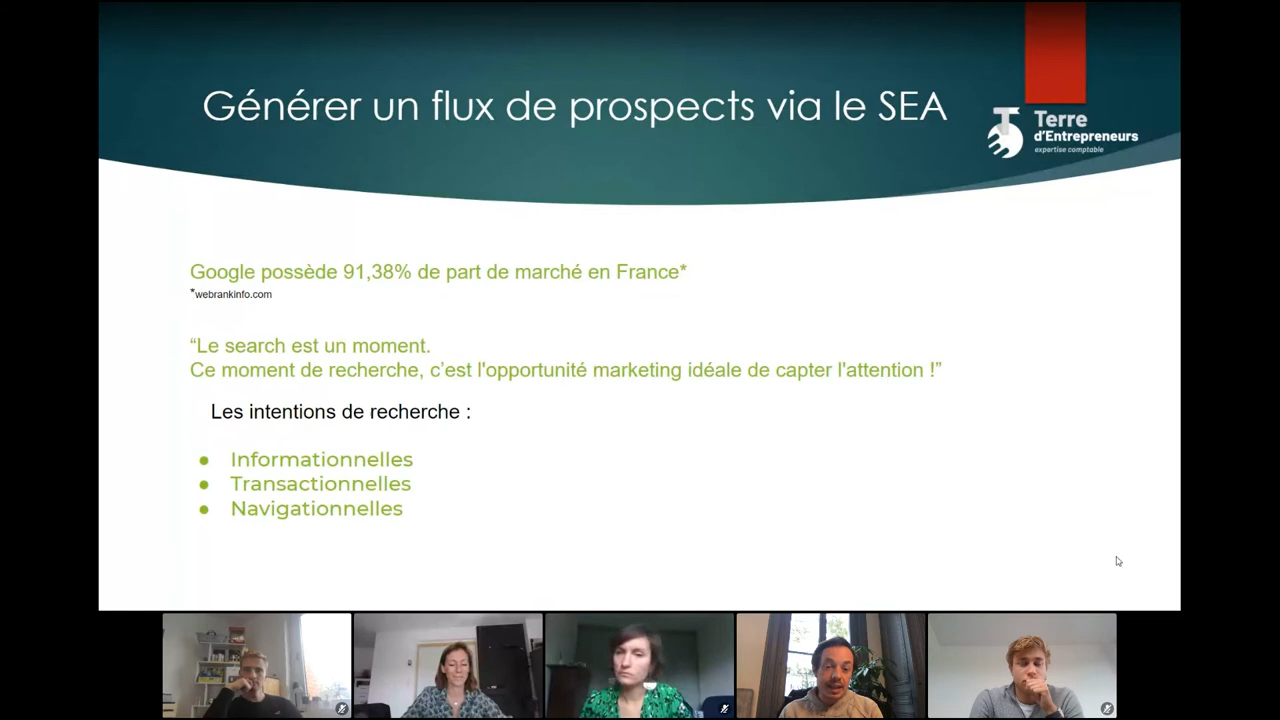 Générer un flux de prospects via le SEA
Terre
d'Entrepreneurs
expertise comptable
Google possède 91,38% de part de marché en France*
*webrankinfo.com
“Le search est un moment.
Ce moment de recherche, c’est l'opportunité marketing idéale de capter l'attention !”
Les intentions de recherche :
● Informationnelles
● Transactionnelles
● Navigationnelles